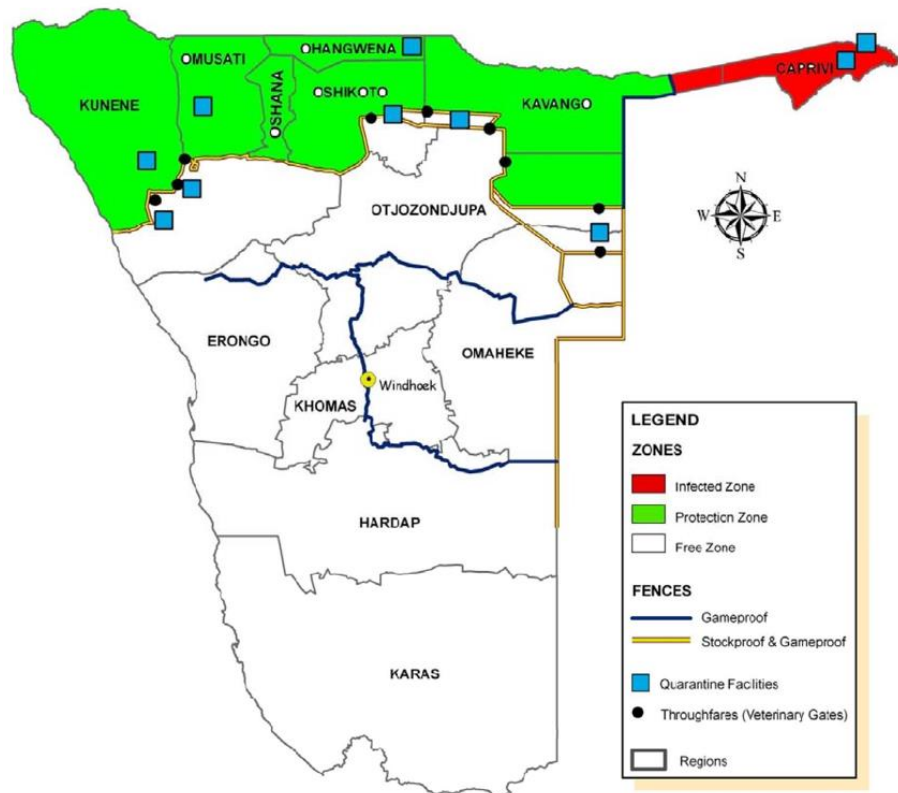 OHANGWENA
OMUSATI
CAPRIVI
OSHIKOTO
KUNENE
OSHANA
KAVANGO
N
W E
S
OTJOZONDJUPA
ERONGO
OMAHEKE
Windhoek
KHOMAS
HARDAP
KARAS
LEGEND
ZONES
Infected Zone
Protection Zone
Free Zone
FENCES
Gameproof
Stockproof & Gameproof
Quarantine Facilities
Throughfares (Veterinary Gates)
Regions